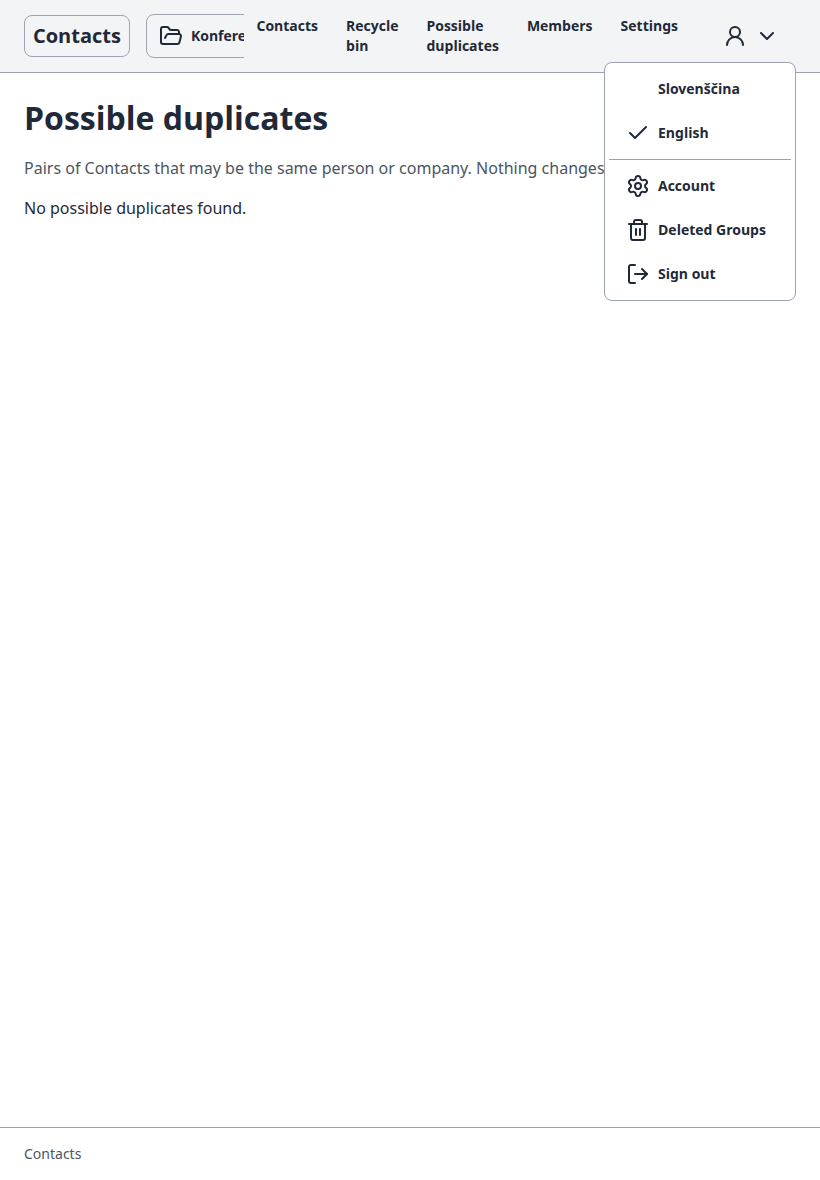 Contacts
Konfere
Contacts
Recycle
bin
Possible
duplicates
Members
Settings
Slovenščina
English
Account
Deleted Groups
Sign out
Possible duplicates
Pairs of Contacts that may be the same person or company. Nothing changes
No possible duplicates found.
Contacts